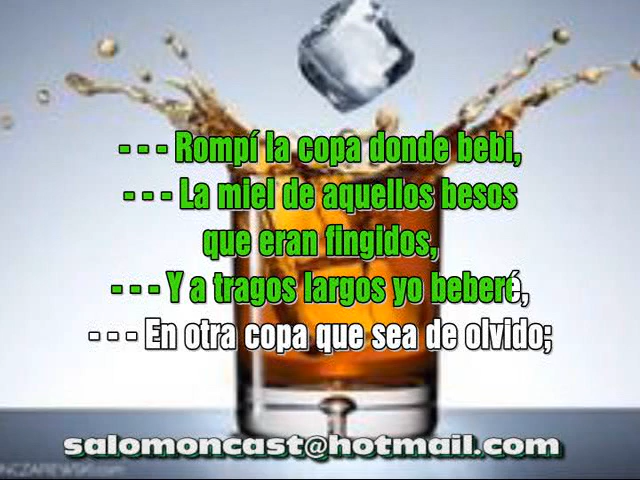 - - - Rompí la copa donde bebi,
- - - La miel de aquellos besos
que eran fingidos,
- - - Y a tragos largos yo beberé,
- - - En otra copa que sea de olvido;
salomoncast@hotmail.com